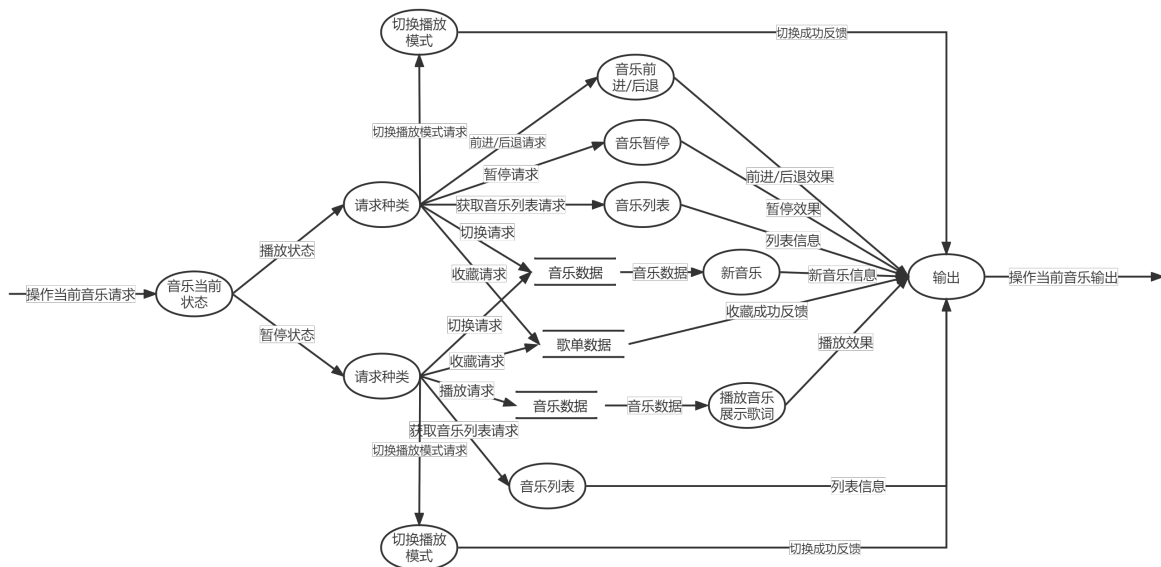 切换播放
模式
切换成功反馈
音乐前
进/后退
切换播放模式请求
前进/后退请求
音乐暂停
暂停请求
前进/后退效果
请求种类
获取音乐列表请求
音乐列表
暂停效果
切换请求
列表信息
播放状态
收藏请求
音乐数据
音乐数据
新音乐
新音乐信息
输出
操作当前音乐输出
操作当前音乐请求
音乐当前
状态
收藏成功反馈
暂停状态
切换请求
歌单数据
播放效果
收藏请求
请求种类
播放请求
音乐数据
音乐数据
播放音乐
展示歌词
获取音乐列表请求
切换播放模式请求
音乐列表
列表信息
切换播放
模式
切换成功反馈